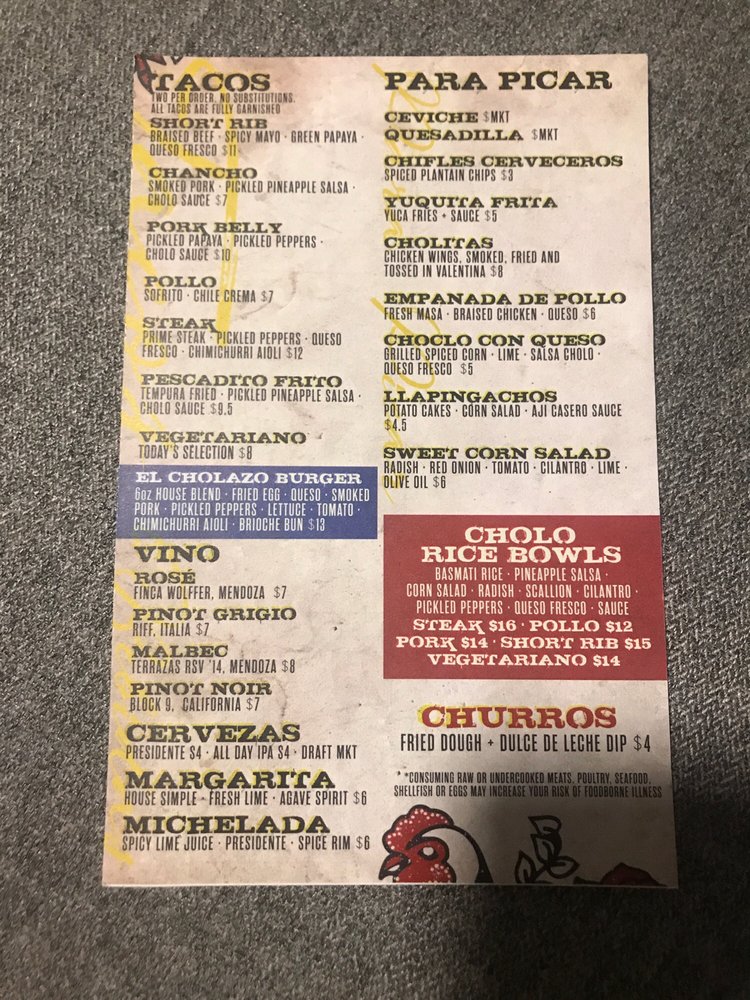 TACOS
TWO PER ORDER. NO SUBSTITUTIONS.
ALL TACOS ARE FULLY GARNISHED
SHORT RIB
BRAISED BEEF · SPICY MAYO · GREEN PAPAYA ·
QUESO FRESCO $11
CHANCHO
SMOKED PORK · PICKLED PINEAPPLE SALSA ·
CHOLO SAUCE $7
PORK BELLY
PICKLED PAPAYA · PICKLED PEPPERS ·
CHOLO SAUCE $10
POLLO
SOFRITO · CHILE CREMA $7
STEAK
PRIME STEAK · PICKLED PEPPERS · QUESO
FRESCO · CHIMICHURRI AIOLI $12
PESCADITO FRITO
TEMPURA FRIED · PICKLED PINEAPPLE SALSA ·
CHOLO SAUCE $9.5
VEGETARIANO
TODAY'S SELECTION $8
EL CHOLAZO BURGER
6oz HOUSE BLEND · FRIED EGG · QUESO · SMOKED
PORK · PICKLED PEPPERS · LETTUCE · TOMATO ·
CHIMICHURRI AIOLI · BRIOCHE BUN $13
VINO
ROSÉ
FINCA WOLFFER, MENDOZA $7
PINOT GRIGIO
RIFF, ITALIA $7
MALBEC
TERRAZAS RSV '14, MENDOZA $8
PINOT NOIR
BLOCK 9, CALIFORNIA $7
CERVEZAS
PRESIDENTE $4 · ALL DAY IPA $4 · DRAFT MKT
MARGARITA
HOUSE SIMPLE · FRESH LIME · AGAVE SPIRIT $6
MICHELADA
SPICY LIME JUICE · PRESIDENTE · SPICE RIM $6
PARA PICAR
CEVICHE $MKT
QUESADILLA $MKT
CHIFLES CERVECEROS
SPICED PLANTAIN CHIPS $3
YUQUITA FRITA
YUCA FRIES + SAUCE $5
CHOLITAS
CHICKEN WINGS, SMOKED, FRIED AND
TOSSED IN VALENTINA $8
EMPANADA DE POLLO
FRESH MASA · BRAISED CHICKEN · QUESO $6
CHOCLO CON QUESO
GRILLED SPICED CORN · LIME · SALSA CHOLO ·
QUESO FRESCO $5
LLAPINGACHOS
POTATO CAKES · CORN SALAD · AJI CASERO SAUCE
$4.5
SWEET CORN SALAD
RADISH · RED ONION · TOMATO · CILANTRO · LIME ·
OLIVE OIL $6
CHOLO
RICE BOWLS
BASMATI RICE · PINEAPPLE SALSA ·
CORN SALAD · RADISH · SCALLION · CILANTRO ·
PICKLED PEPPERS · QUESO FRESCO · SAUCE
STEAK $16 · POLLO $12
PORK $14 · SHORT RIB $15
VEGETARIANO $14
CHURROS
FRIED DOUGH + DULCE DE LECHE DIP $4
*CONSUMING RAW OR UNDERCOOKED MEATS, POULTRY, SEAFOOD,
SHELLFISH OR EGGS MAY INCREASE YOUR RISK OF FOODBORNE ILLNESS